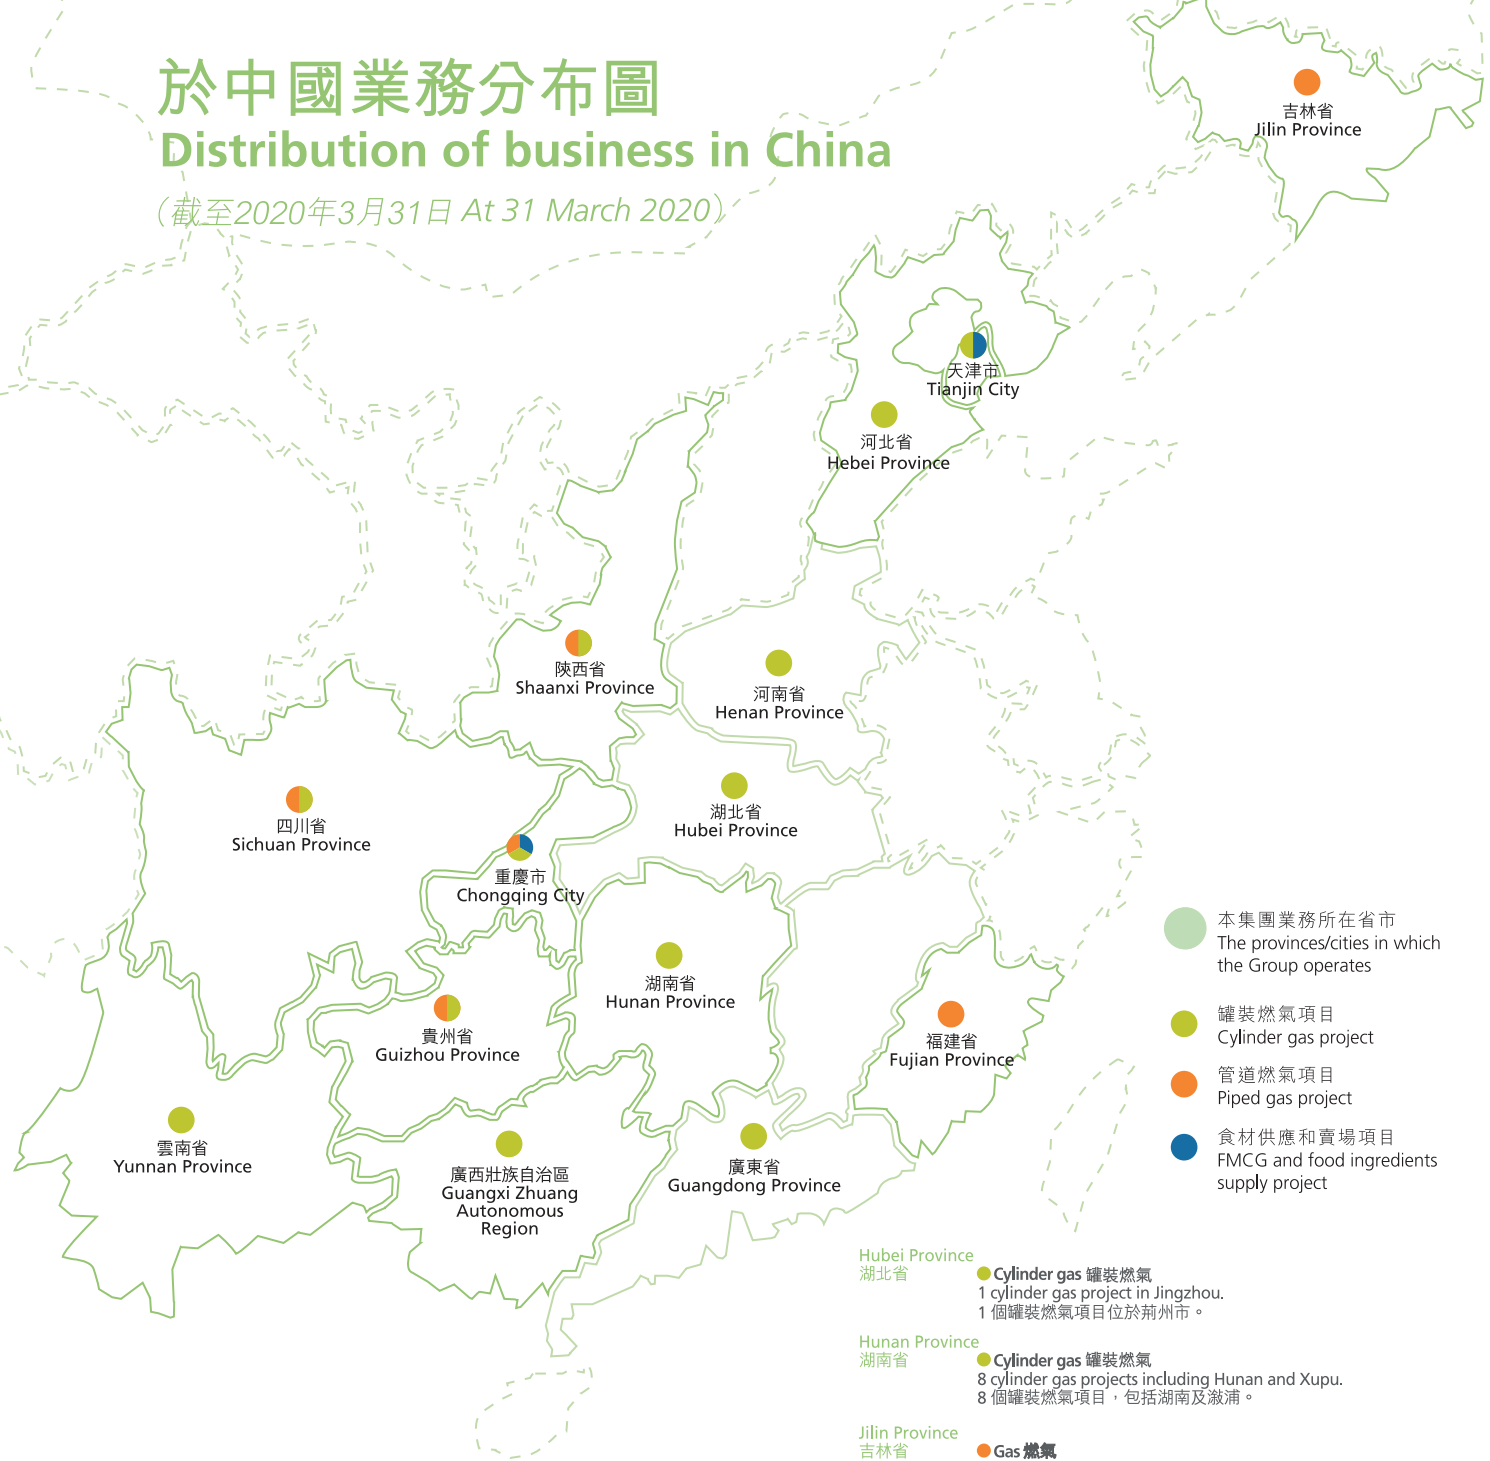 於中國業務分布圖
Distribution of business in China
（截至2020年3月31日 At 31 March 2020）
吉林省
Jilin Province
天津市
Tianjin City
河北省
Hebei Province
陝西省
Shaanxi Province
河南省
Henan Province
四川省
Sichuan Province
湖北省
Hubei Province
重慶市
Chongqing City
湖南省
Hunan Province
貴州省
Guizhou Province
福建省
Fujian Province
雲南省
Yunnan Province
廣西壯族自治區
Guangxi Zhuang
Autonomous
Region
廣東省
Guangdong Province
本集團業務所在省市
The provinces/cities in which
the Group operates
罐裝燃氣項目
Cylinder gas project
管道燃氣項目
Piped gas project
食材供應和賣場項目
FMCG and food ingredients
supply project
Hubei Province
湖北省
Cylinder gas 罐裝燃氣
1 cylinder gas project in Jingzhou.
1 個罐裝燃氣項目位於荊州市。
Hunan Province
湖南省
Cylinder gas 罐裝燃氣
8 cylinder gas projects including Hunan and Xupu.
8 個罐裝燃氣項目，包括湖南及漵浦。
Jilin Province
吉林省
Gas 燃氣